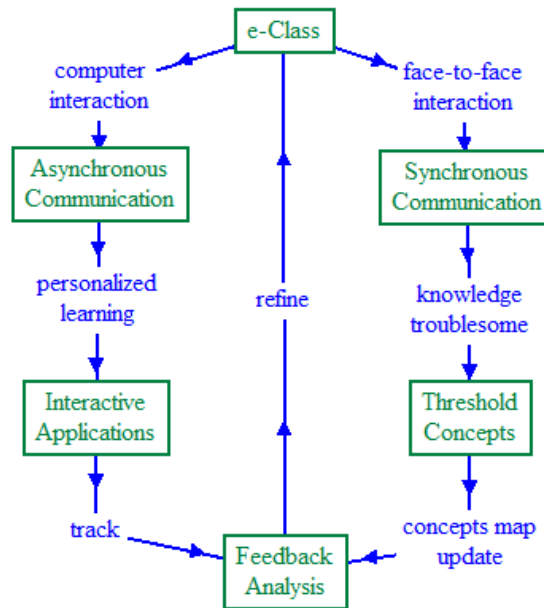 e-Class
computer
interaction
face-to-face
interaction
Asynchronous
Communication
Synchronous
Communication
personalized
learning
refine
knowledge
troublesome
Interactive
Applications
Threshold
Concepts
track
concepts map
update
Feedback
Analysis